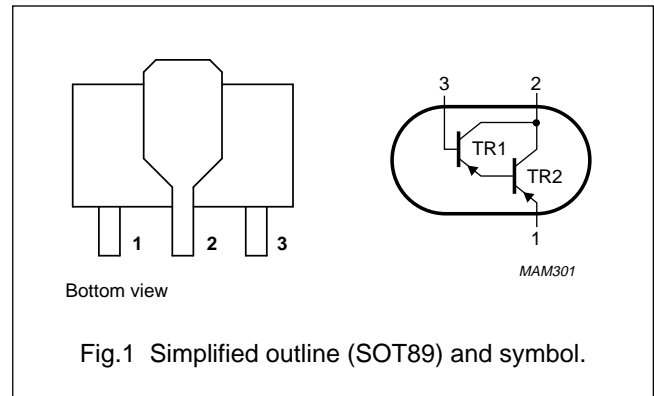 3 2
TR1
TR2
1 2 3
1
MAM301
Bottom view
Fig.1 Simplified outline (SOT89) and symbol.